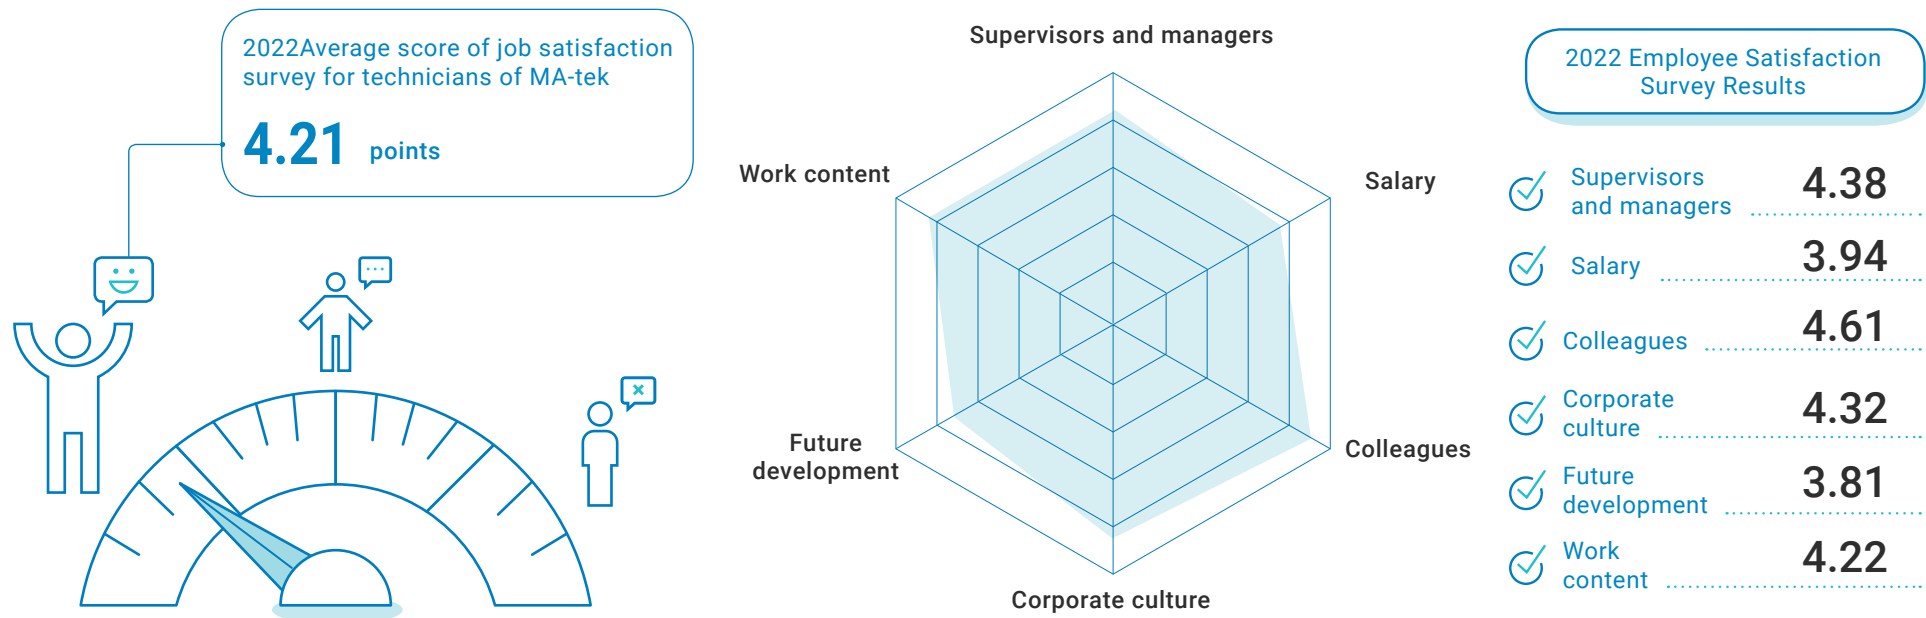 2022Average score of job satisfaction
survey for technicians of MA-tek
4.21 points
Supervisors and managers
Work content
Salary
Future
development
Colleagues
Corporate culture
2022 Employee Satisfaction
Survey Results
Supervisors
and managers
4.38
Salary
3.94
Colleagues
4.61
Corporate
culture
4.32
Future
development
3.81
Work
content
4.22